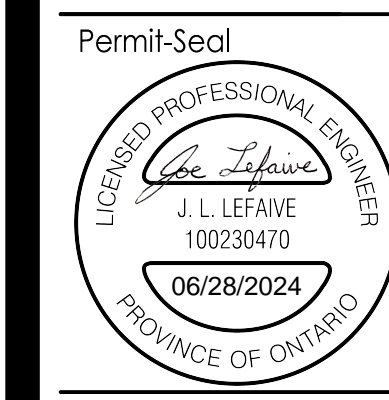 Permit-Seal
LICENSED PROFESSIONAL ENGINEER
Joe Lefaive
J. L. LEFAIVE
100230470
06/28/2024
PROVINCE OF ONTARIO